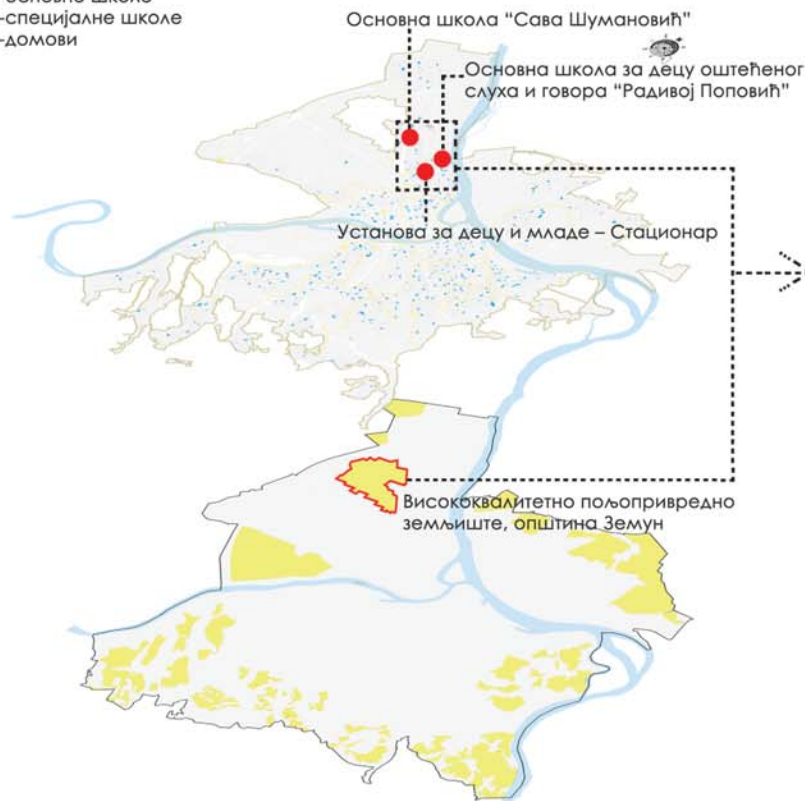 -специјалне школе
-домови
Основна школа “Сава Шумановић”
Основна школа за децу оштећеног
слуха и говора “Радивој Поповић”
Установа за децу и младе – Стационар
Висококвалитетно пољопривредно
земљиште, општина Земун